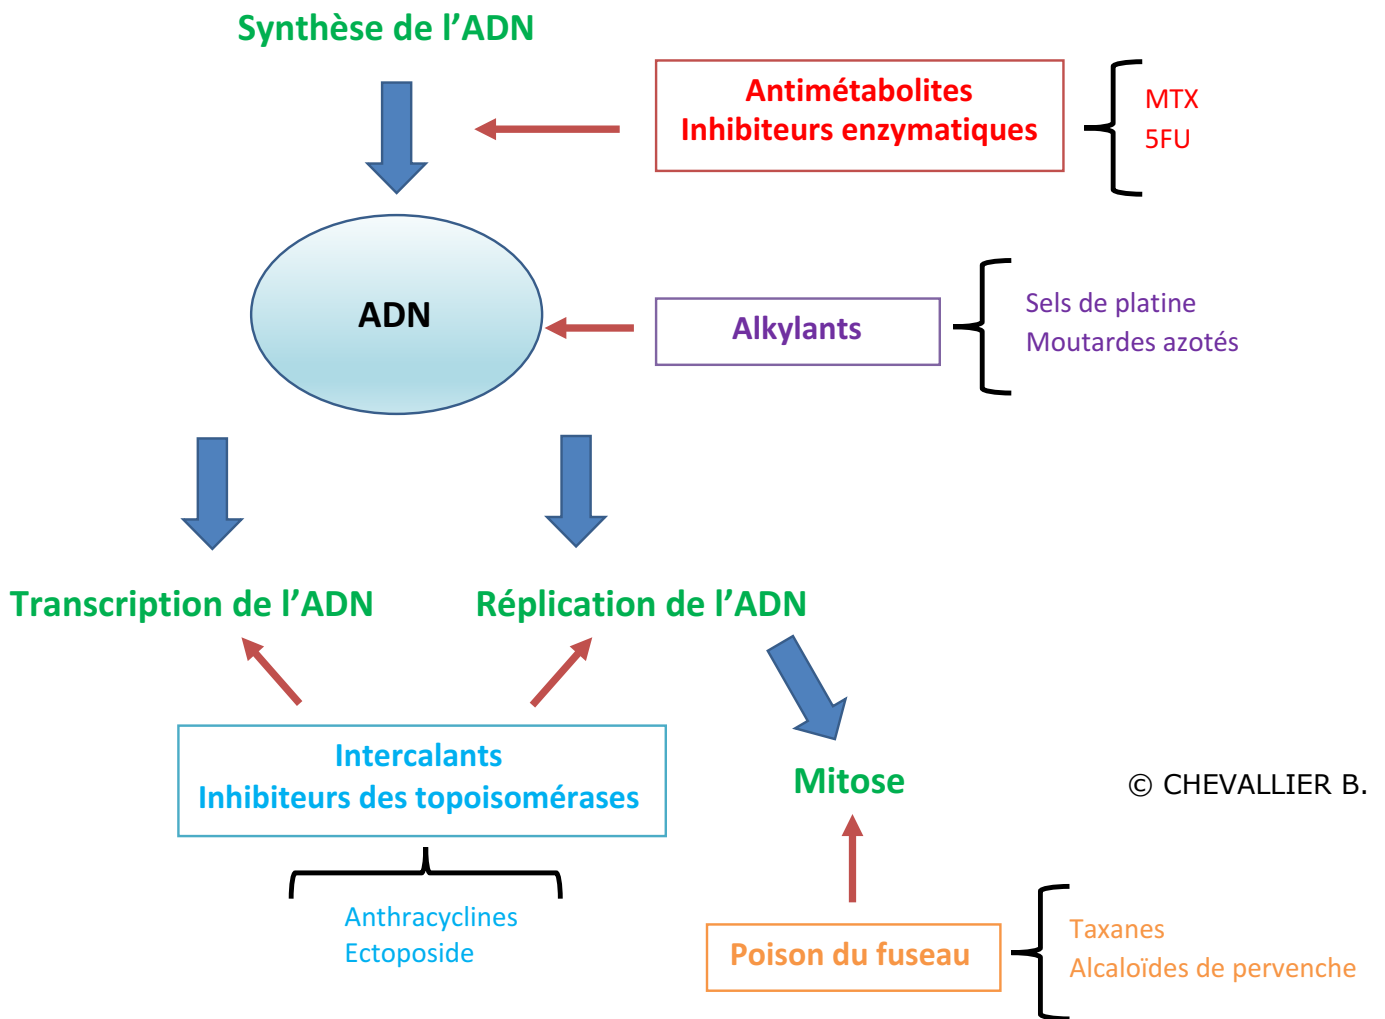 Synthèse de l’ADN
Antimétabolites
Inhibiteurs enzymatiques
MTX
5FU
ADN
Alkylants
Sels de platine
Moutardes azotés
Transcription de l’ADN
Réplication de l’ADN
Intercalants
Inhibiteurs des topoisomérases
Mitose
© CHEVALLIER B.
Anthracyclines
Ectoposide
Poison du fuseau
Taxanes
Alcaloïdes de pervenche